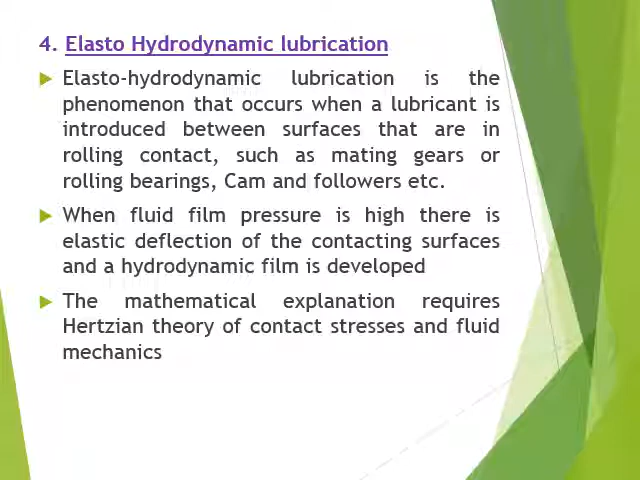 4. Elasto Hydrodynamic lubrication
Elasto-hydrodynamic lubrication is the
phenomenon that occurs when a lubricant is
introduced between surfaces that are in
rolling contact, such as mating gears or
rolling bearings, Cam and followers etc.
When fluid film pressure is high there is
elastic deflection of the contacting surfaces
and a hydrodynamic film is developed
The mathematical explanation requires
Hertzian theory of contact stresses and fluid
mechanics